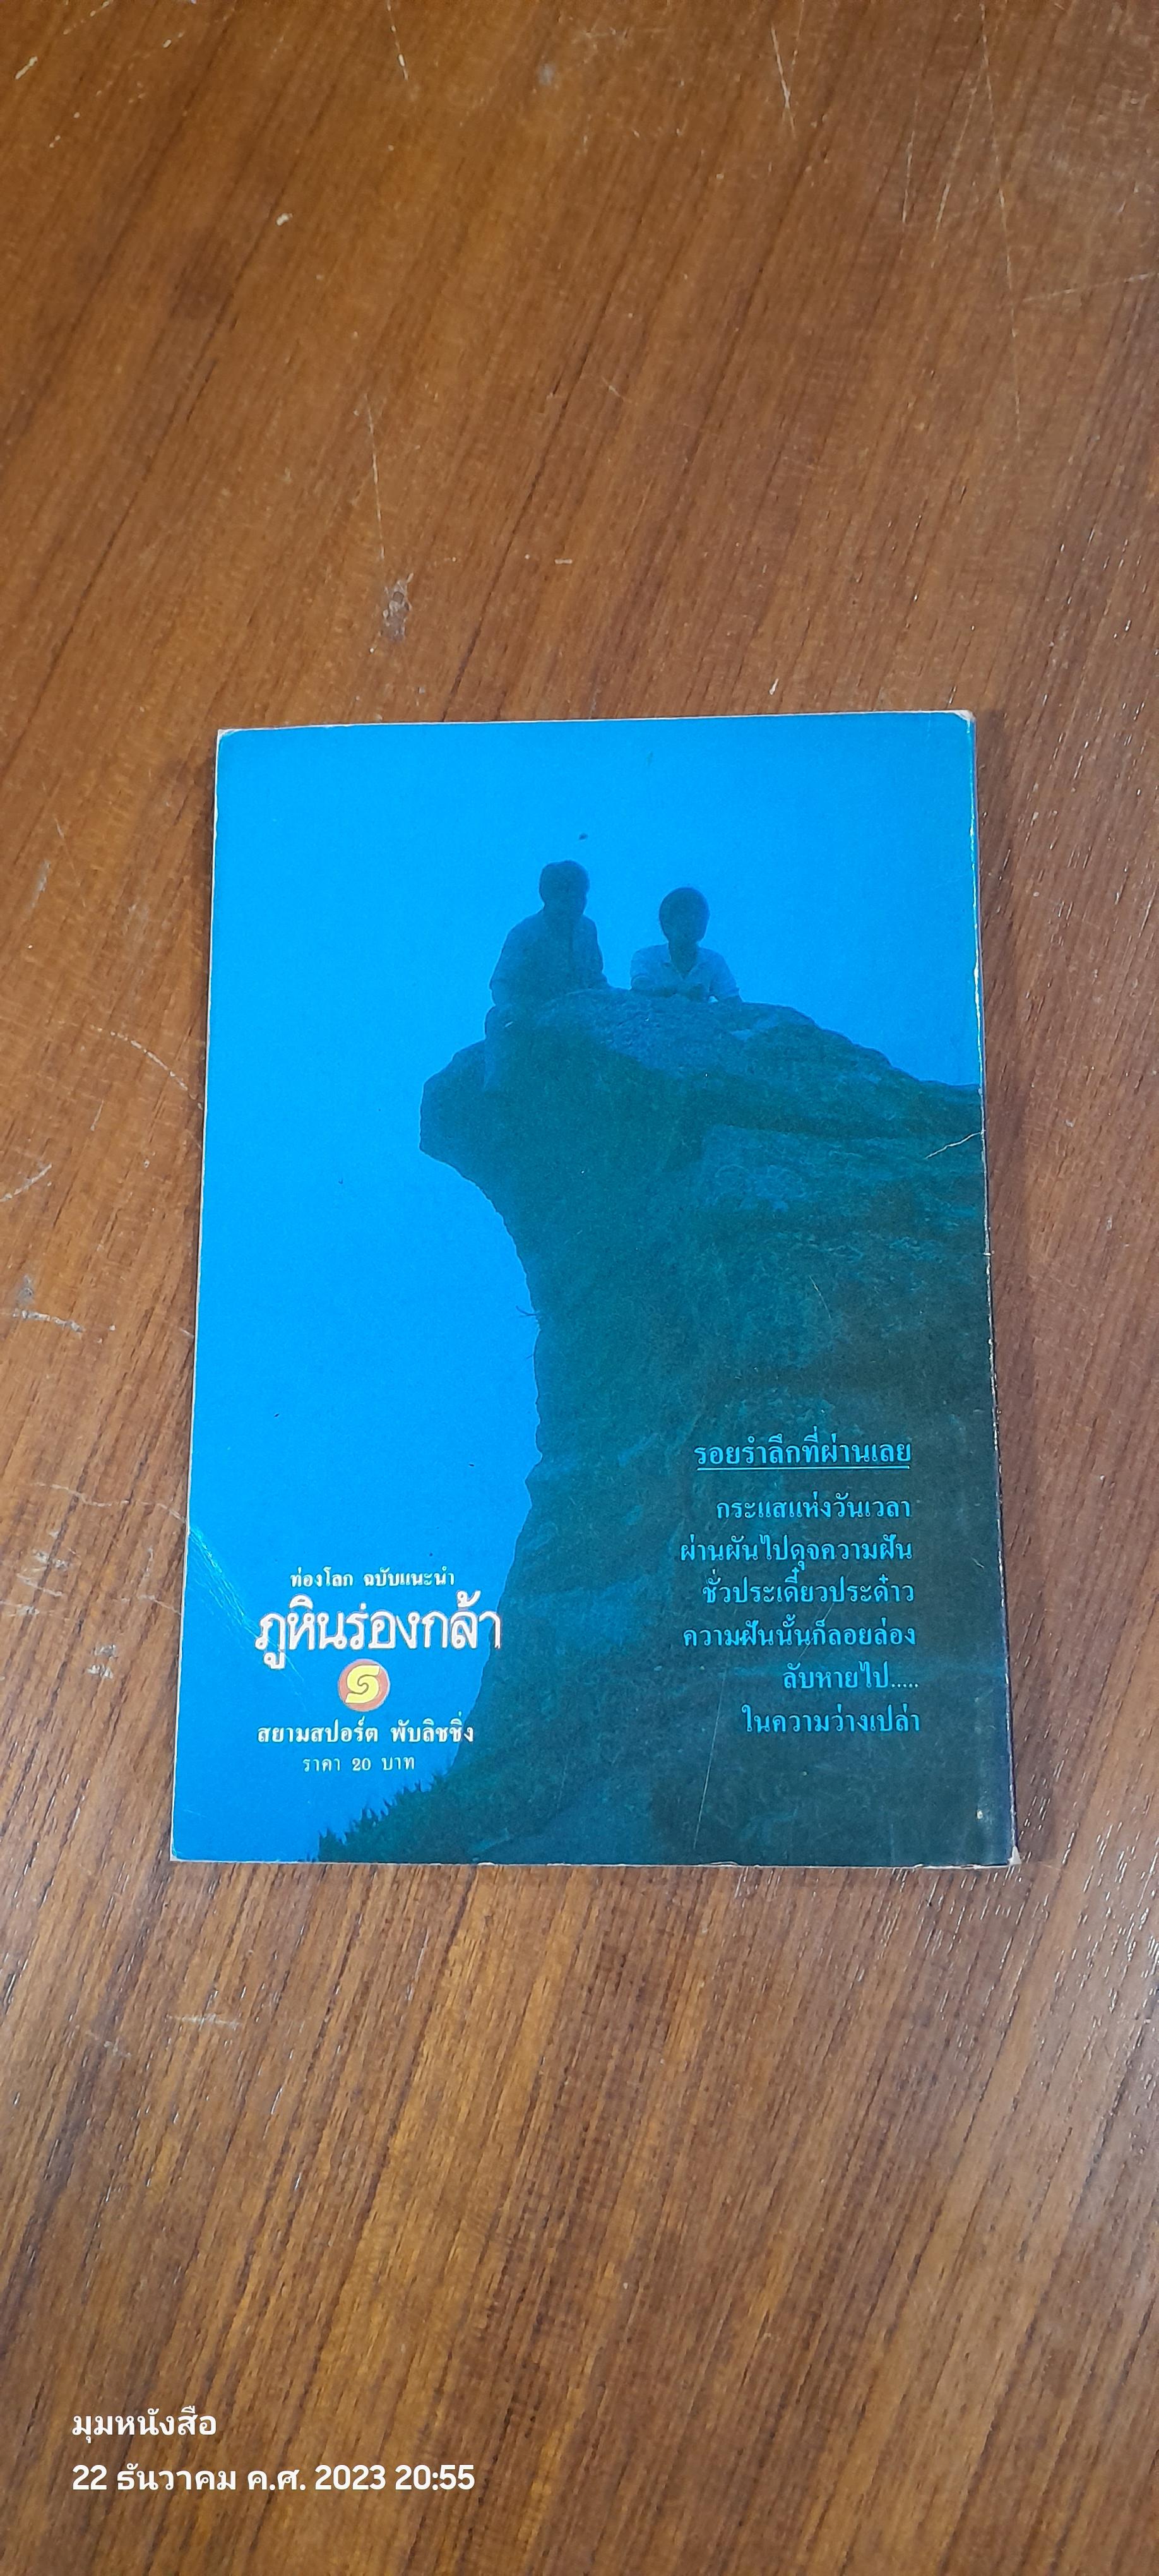 รอยรำลึกที่ผ่านเลย
กระแสแห่งวันเวลา
ผ่านผันไปดุจความฝัน
ชั่วประเดี๋ยวประด๋าว
ความฝันนั้นก็ลอยล่อง
ลับหายไป.....
ในความว่างเปล่า
ท่องโลก ฉบับแนะนำ
ภูหินร่องกล้า
สยามสปอร์ต พับลิชชิ่ง
ราคา 20 บาท
มุมหนังสือ
22 ธันวาคม ค.ศ. 2023 20:55